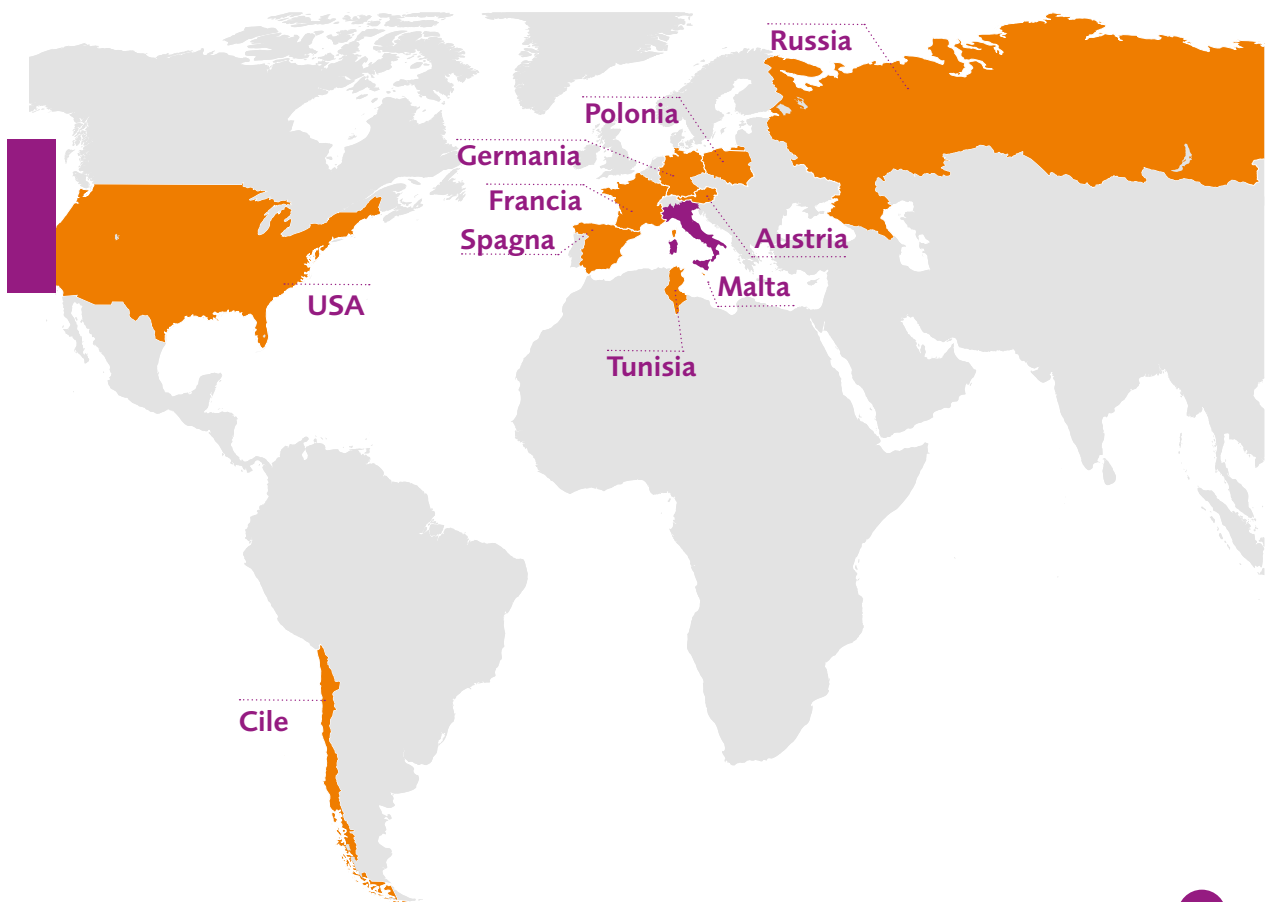 Russia
Polonia
Germania
Francia
Spagna
Austria
Malta
USA
Tunisia
Cile